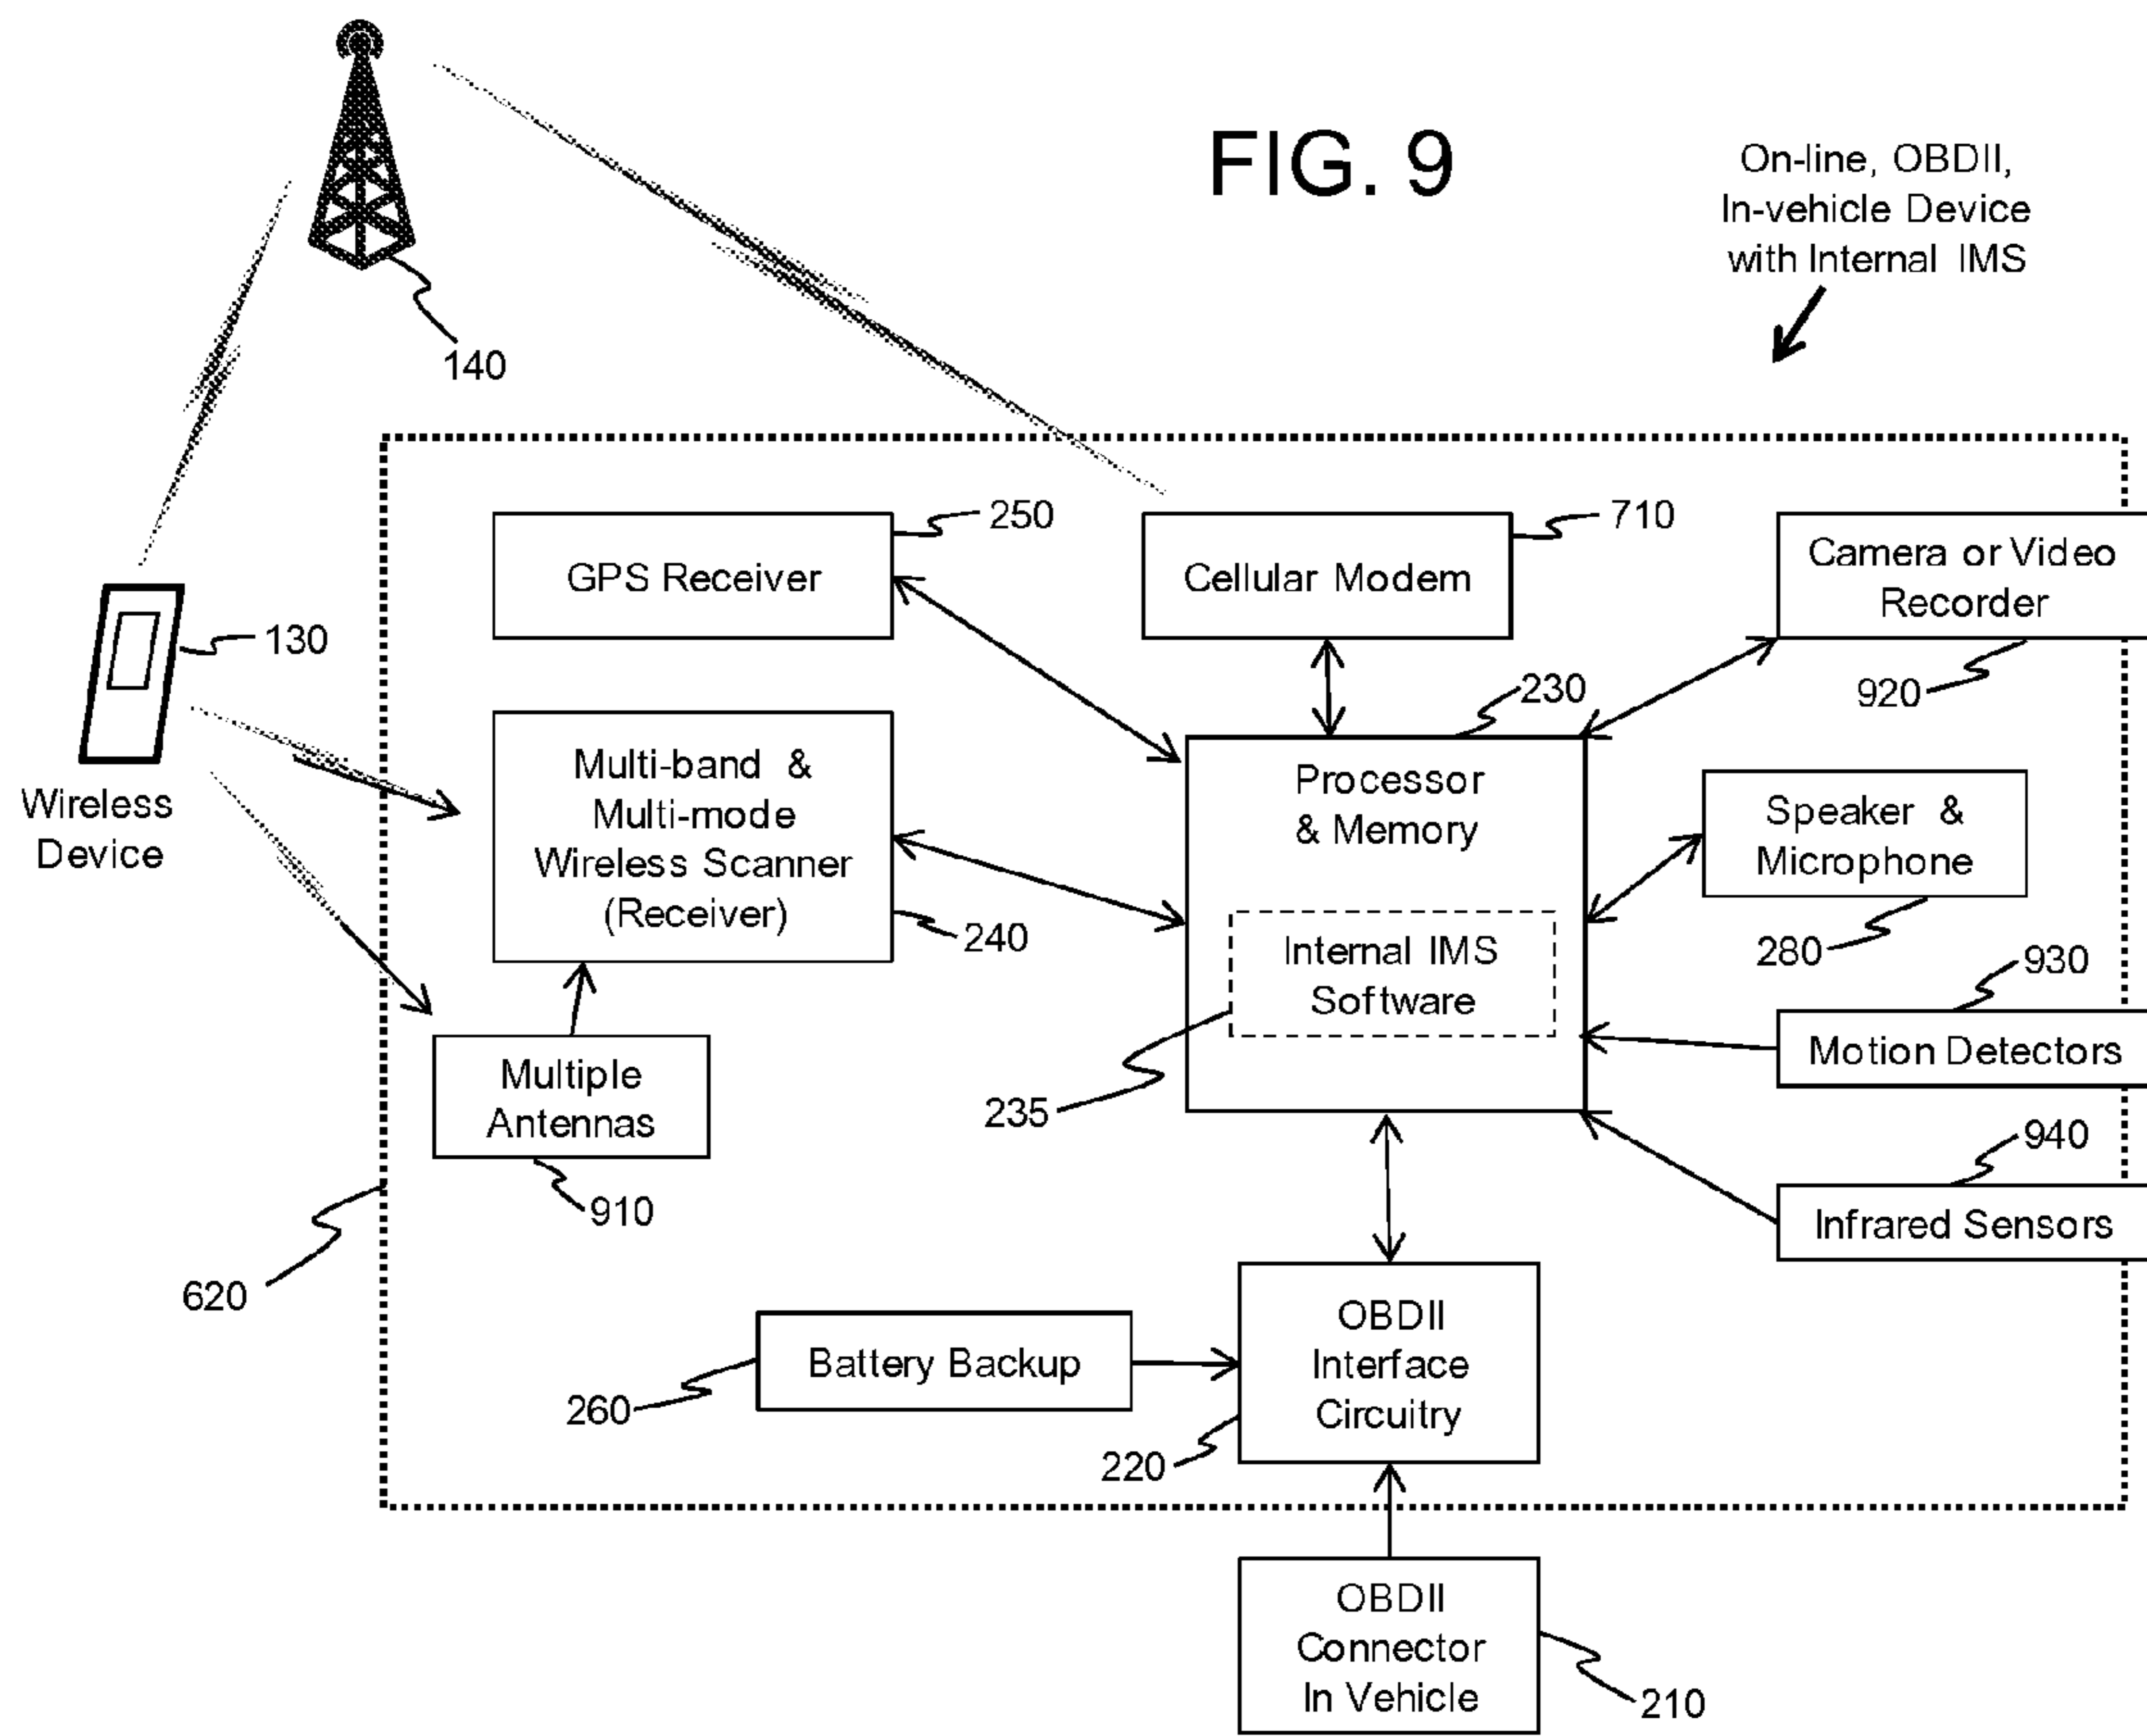 FIG. 9
On-line, OBDII,
In-vehicle Device
with Internal IMS
140
250
710
GPS Receiver
Cellular Modem
Camera or Video
Recorder
130
230
920
Wireless
Device
Multi-band &
Multi-mode
Wireless Scanner
(Receiver)
240
Processor
& Memory
Speaker &
Microphone
280
Internal IMS
Software
930
Motion Detectors
235
Multiple
Antennas
910
940
Infrared Sensors
620
Battery Backup
260
OBDII
Interface
Circuitry
220
OBDII
Connector
In Vehicle
210